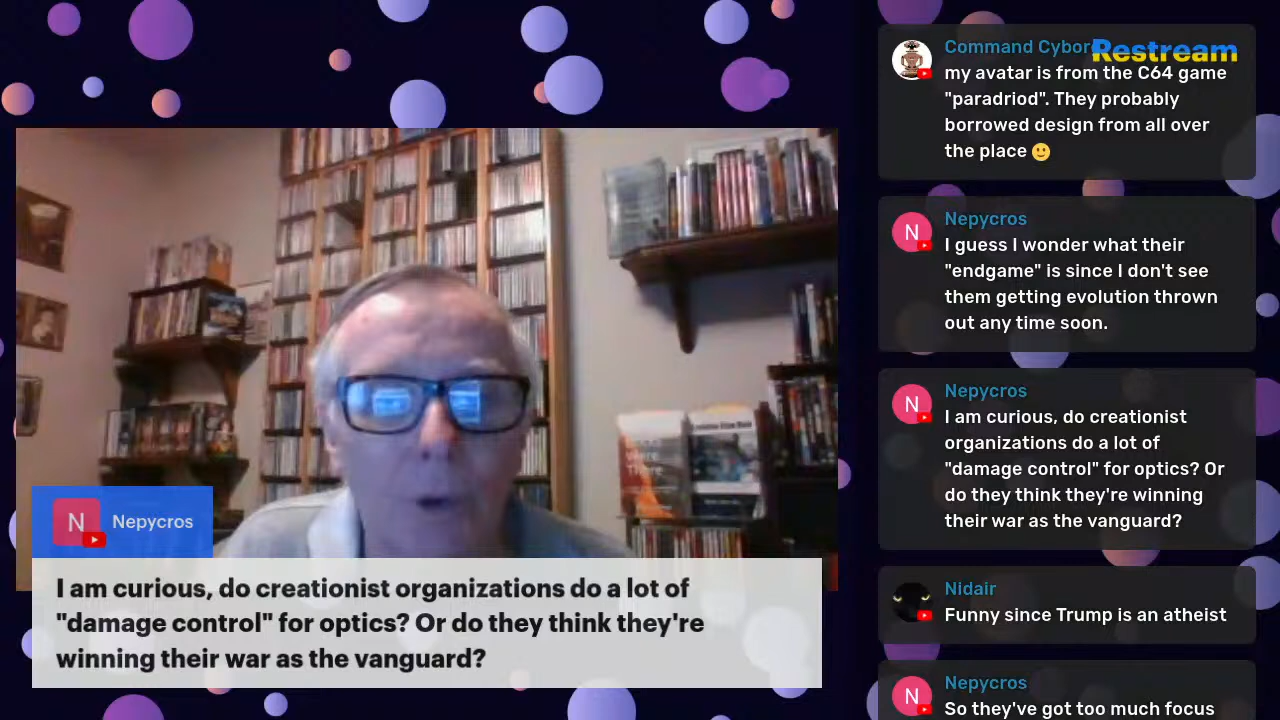 Command Cybor
Restream
my avatar is from the C64 game
"paradriod". They probably
borrowed design from all over
the place 🙂
N
Nepycros
I guess I wonder what their
"endgame" is since I don't see
them getting evolution thrown
out any time soon.
N
Nepycros
I am curious, do creationist
organizations do a lot of
"damage control" for optics? Or
do they think they're winning
their war as the vanguard?
Nidair
Funny since Trump is an atheist
N
Nepycros
So they've got too much focus
N
Nepycros
I am curious, do creationist organizations do a lot of
"damage control" for optics? Or do they think they're
winning their war as the vanguard?